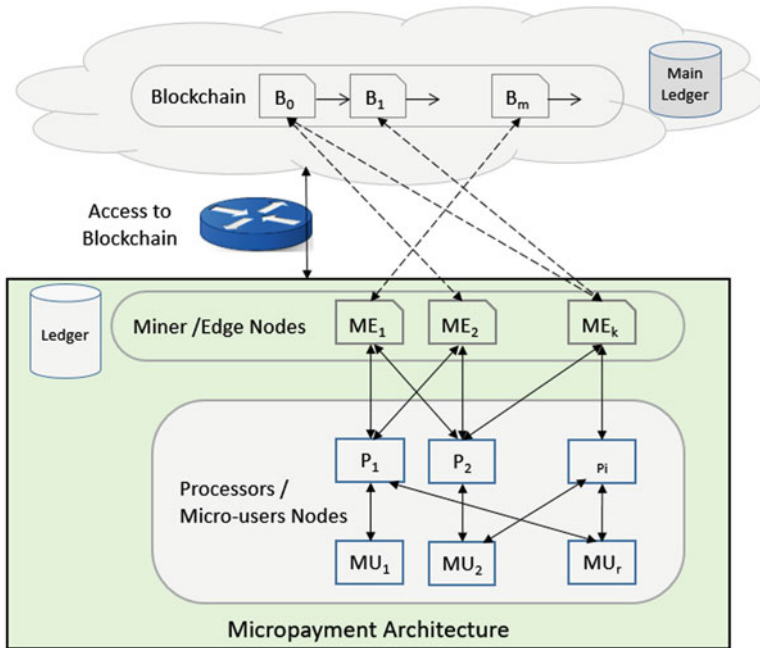 Blockchain B₀ B₁ Bₘ
Main
Ledger
Access to
Blockchain
Ledger
Miner /Edge Nodes ME₁ ME₂ MEₖ
P₁ P₂ Pi
Processors /
Micro-users Nodes
MU₁ MU₂ MUᵣ
Micropayment Architecture